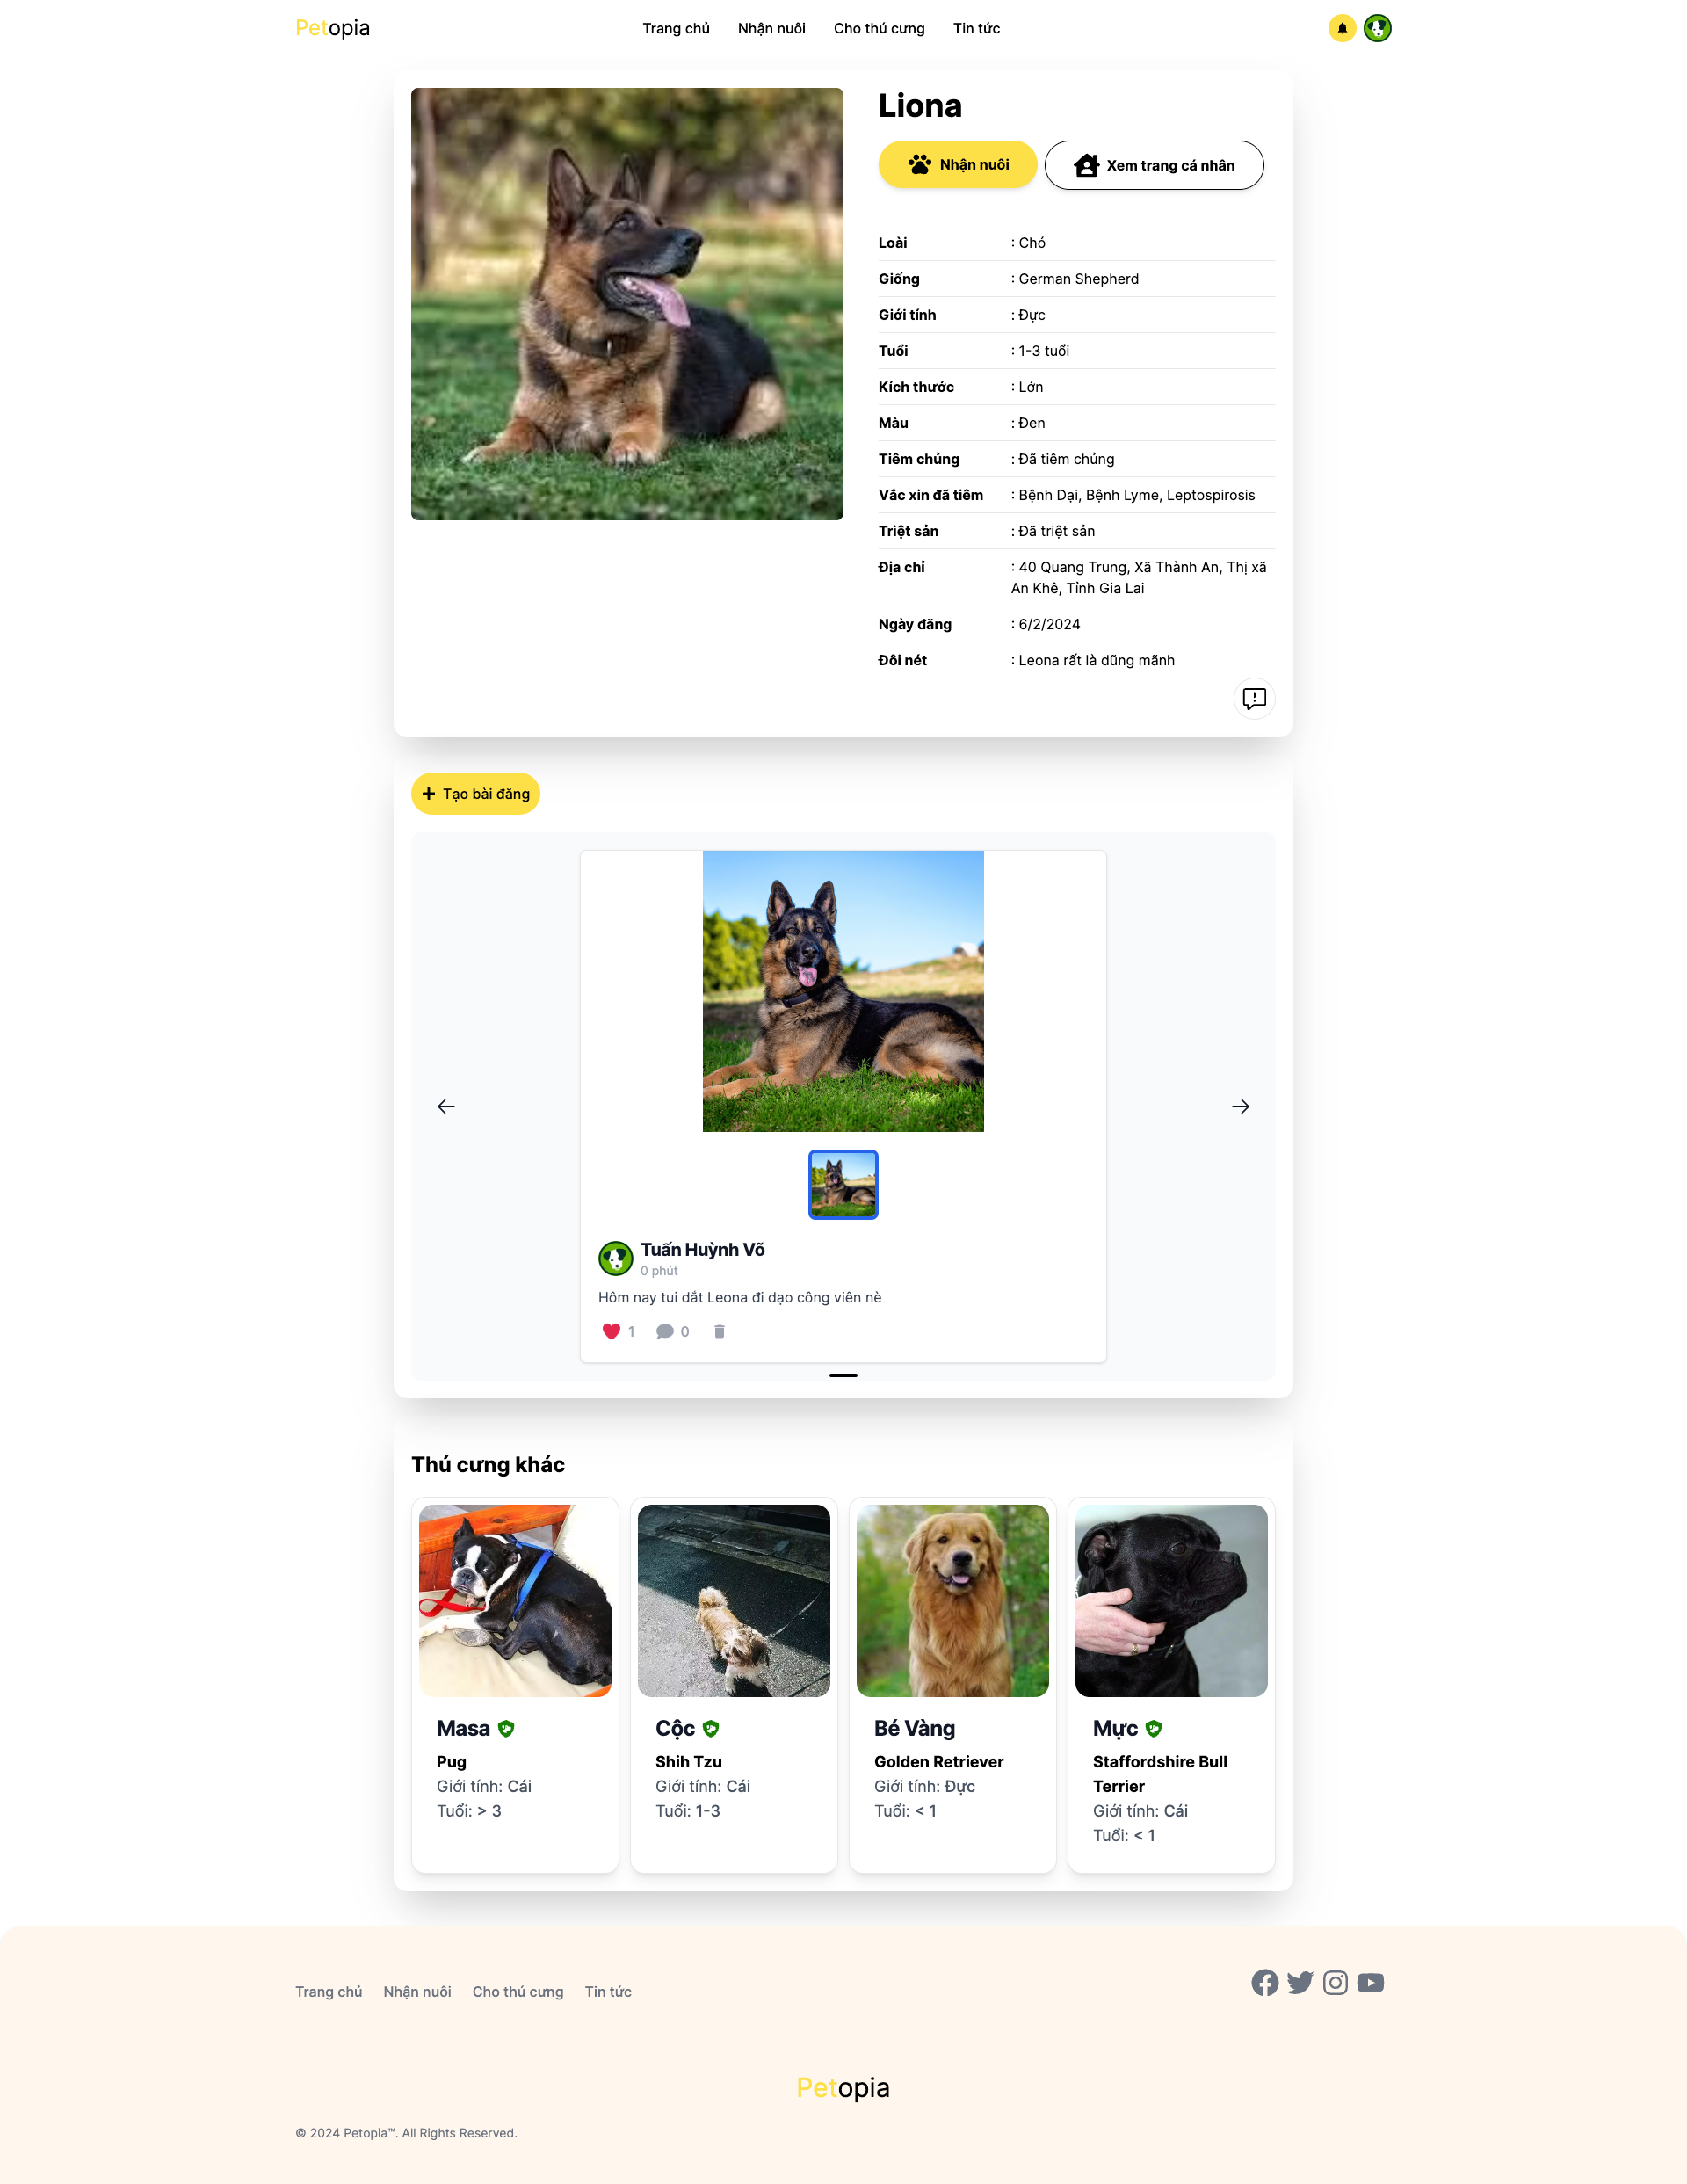 Petopia
Trang chủ Nhận nuôi Cho thú cưng Tin tức
Liona
Nhận nuôi Xem trang cá nhân
Loài : Chó
Giống : German Shepherd
Giới tính : Đực
Tuổi : 1-3 tuổi
Kích thước : Lớn
Màu : Đen
Tiêm chủng : Đã tiêm chủng
Vắc xin đã tiêm : Bệnh Dại, Bệnh Lyme, Leptospirosis
Triệt sản : Đã triệt sản
Địa chỉ : 40 Quang Trung, Xã Thành An, Thị xã
An Khê, Tỉnh Gia Lai
Ngày đăng : 6/2/2024
Đôi nét : Leona rất là dũng mãnh
Tạo bài đăng
Tuấn Huỳnh Võ
0 phút
Hôm nay tui dắt Leona đi dạo công viên nè
1 0
Thú cưng khác
Masa
Pug
Giới tính: Cái
Tuổi: > 3
Cộc
Shih Tzu
Giới tính: Cái
Tuổi: 1-3
Bé Vàng
Golden Retriever
Giới tính: Đực
Tuổi: < 1
Mực
Staffordshire Bull
Terrier
Giới tính: Cái
Tuổi: < 1
Trang chủ Nhận nuôi Cho thú cưng Tin tức
Petopia
© 2024 Petopia™. All Rights Reserved.